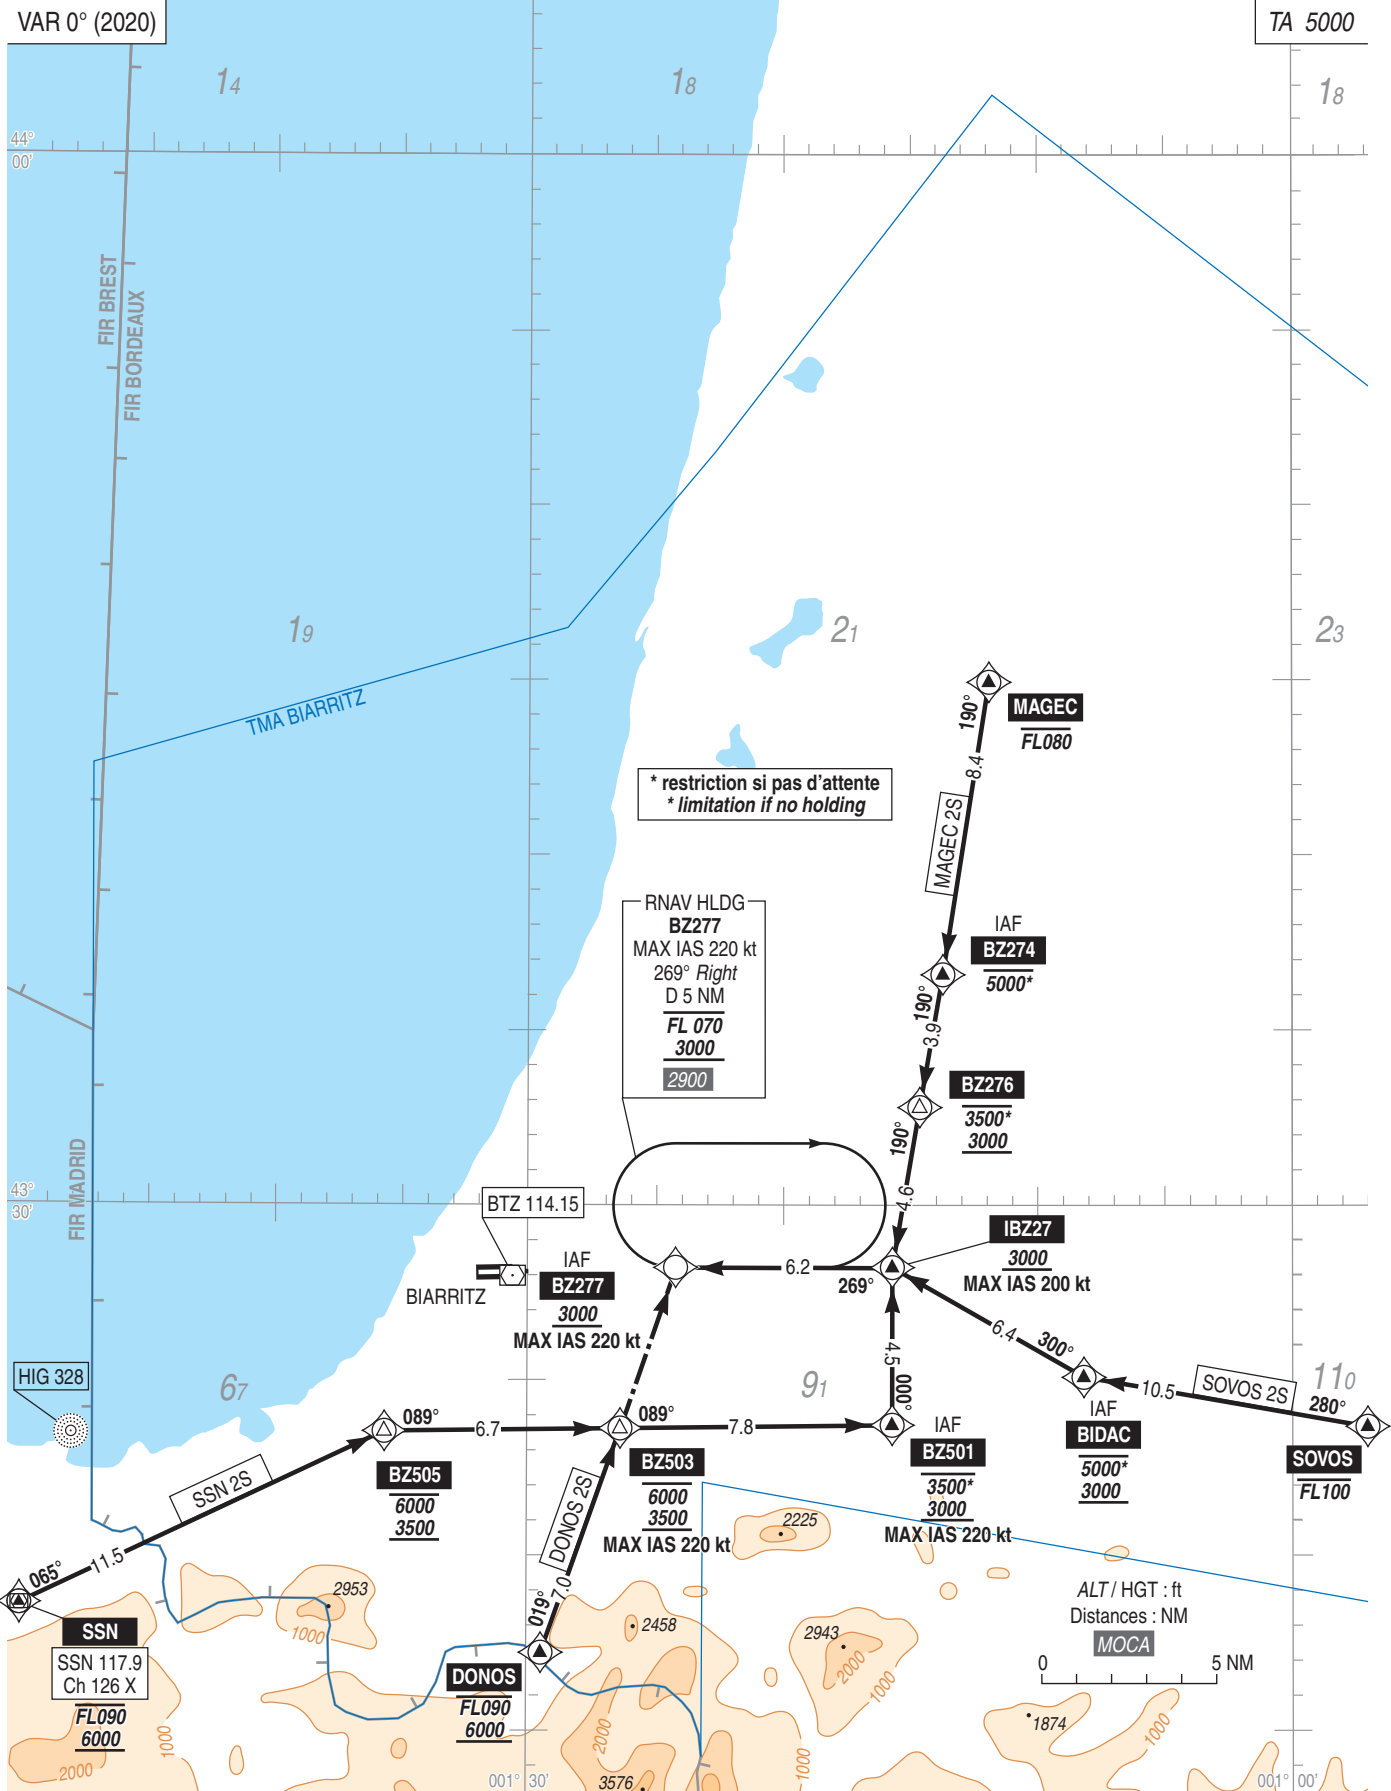 VAR 0° (2020)
TA 5000
14
18
18
44°
00'
FIR BREST
FIR BORDEAUX
19
21
23
TMA BIARRITZ
190°
MAGEC
FL080
8.4
* restriction si pas d'attente
* limitation if no holding
MAGEC 2S
RNAV HLDG
BZ277
MAX IAS 220 kt
269° Right
D 5 NM
FL 070
3000
2900
IAF
BZ274
5000*
190°
3.9
BZ276
3500*
3000
190°
4.6
FIR MADRID
43°
30'
BTZ 114.15
BIARRITZ
IAF
BZ277
3000
MAX IAS 220 kt
6.2
269°
IBZ27
3000
MAX IAS 200 kt
6.4
300°
4.5
000°
HIG 328
67
91
110
10.5
SOVOS 2S
280°
SOVOS
FL100
IAF
BIDAC
5000*
3000
089°
6.7
089°
7.8
IAF
BZ501
3500*
3000
MAX IAS 220 kt
BZ505
6000
3500
BZ503
6000
3500
MAX IAS 220 kt
SSN 2S
065°
11.5
DONOS 2S
7.0
019°
2225
2953
1000
2458
2943
2000
1000
ALT / HGT : ft
Distances : NM
MOCA
0
5 NM
SSN
SSN 117.9
Ch 126 X
FL090
6000
DONOS
FL090
6000
1000
2000
2000
3576
1000
1874
1000
001° 30'
001° 00'